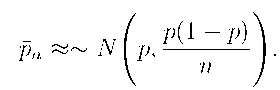 p̄ₙ ≈∼ N(p, p(1 − p)/n).